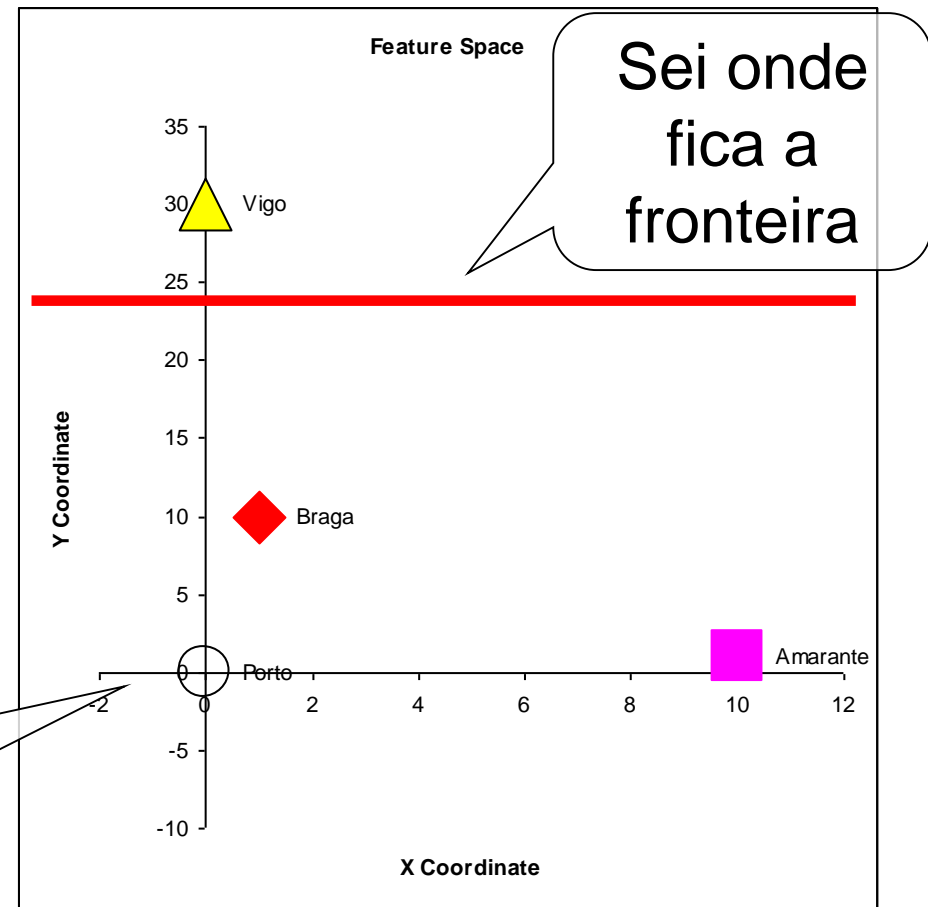 Feature Space
Sei onde
fica a
fronteira
35
30
Vigo
25
20
15
10
Braga
5
0
Porto
Amarante
-2
0
2
4
6
8
10
12
-5
-10
Y Coordinate
X Coordinate